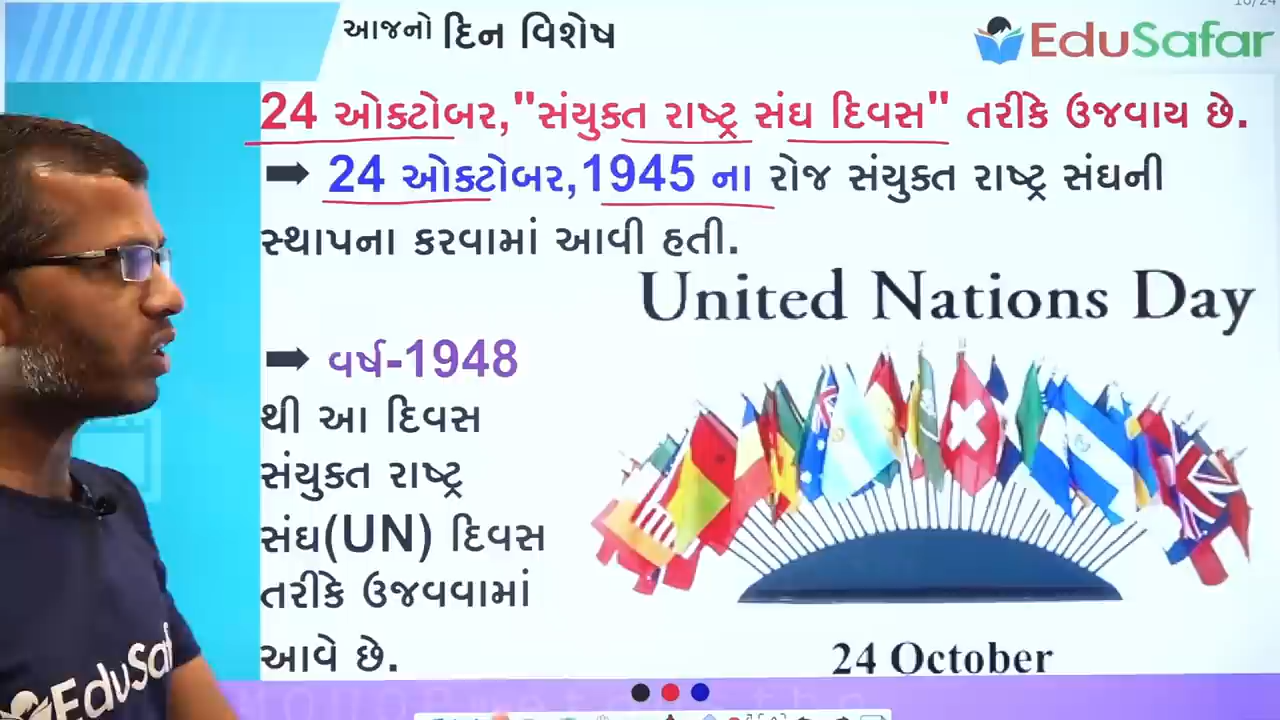 આજનો દિન વિશેષ
EduSafar
24 ઓક્ટોબર,"સંયુક્ત રાષ્ટ્ર સંઘ દિવસ" તરીકે ઉજવાય છે.
➡ 24 ઓક્ટોબર,1945 ના રોજ સંયુક્ત રાષ્ટ્ર સંઘની
સ્થાપના કરવામાં આવી હતી.
United Nations Day
➡ વર્ષ-1948
થી આ દિવસ
સંયુક્ત રાષ્ટ્ર
સંઘ(UN) દિવસ
તરીકે ઉજવવામાં
આવે છે.
24 October
EduSaf